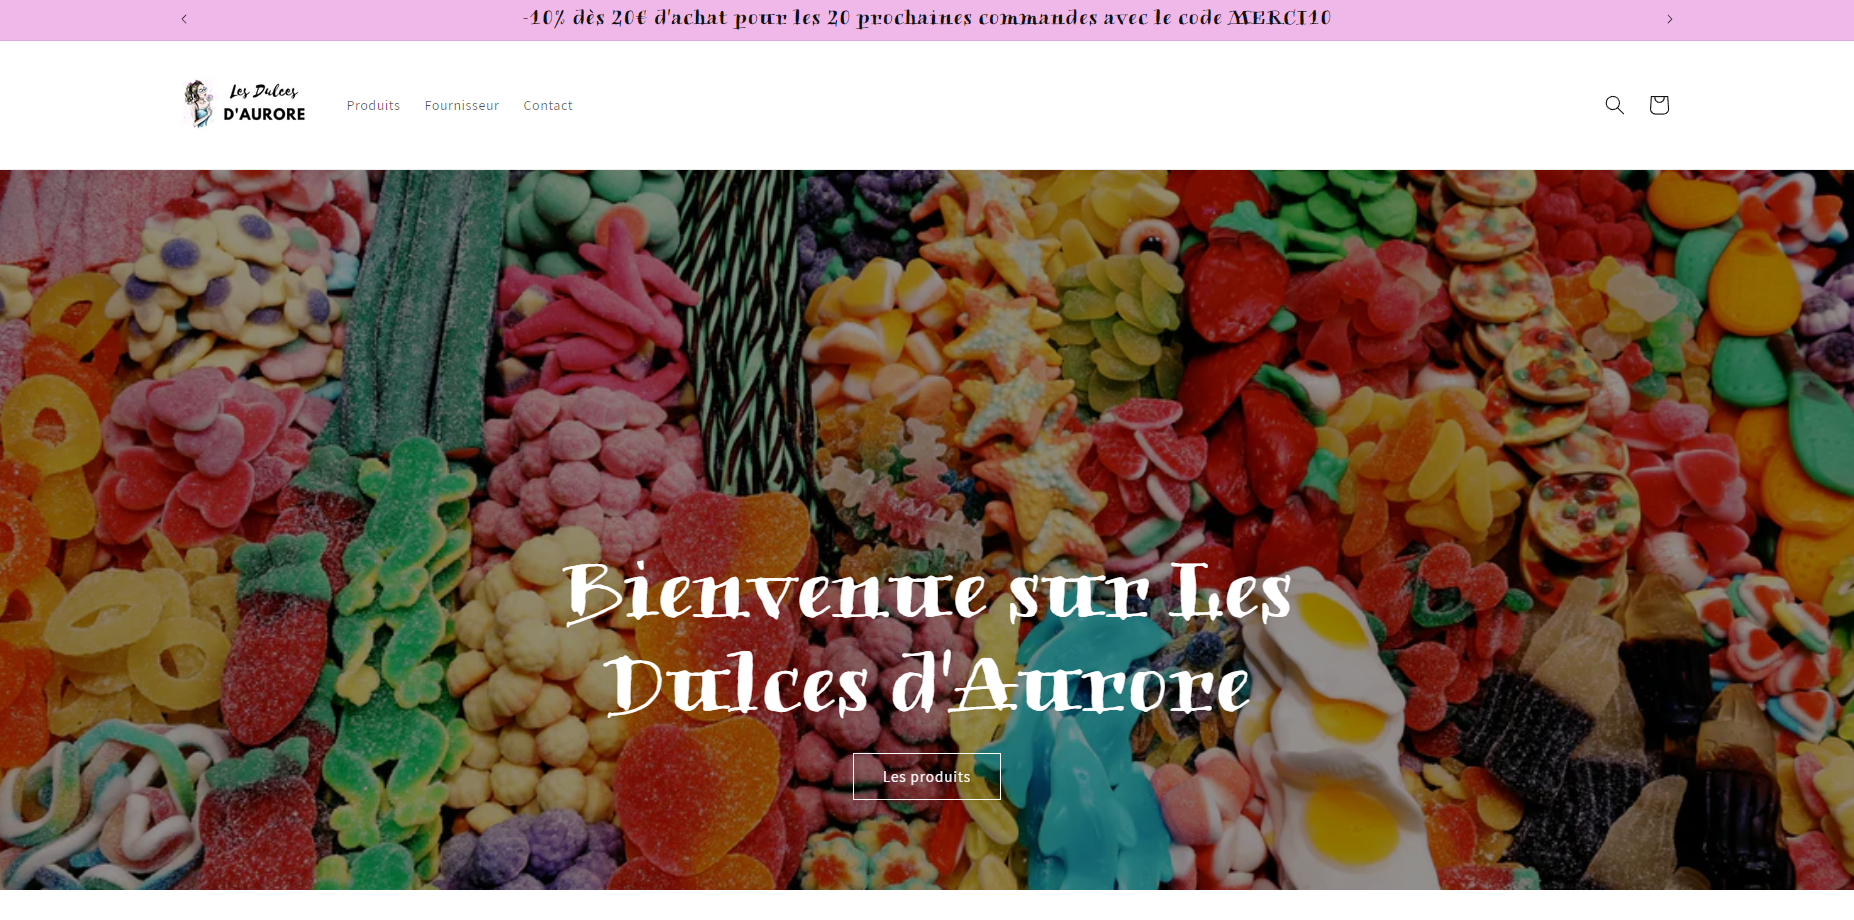 -10% dès 20€ d'achat pour les 20 prochaines commandes avec le code MERCI10
Les Dulces
D'AURORE
Produits
Fournisseur
Contact
Bienvenue sur Les
Dulces d'Aurore
Les produits